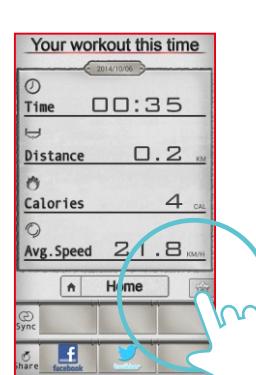 Your workout this time
2014/10/06
Time 00:35
Distance 0.2 KM
Calories 4 CAL
Avg.Speed 21.8 KM/H
Home
Sync
Share facebook twitter